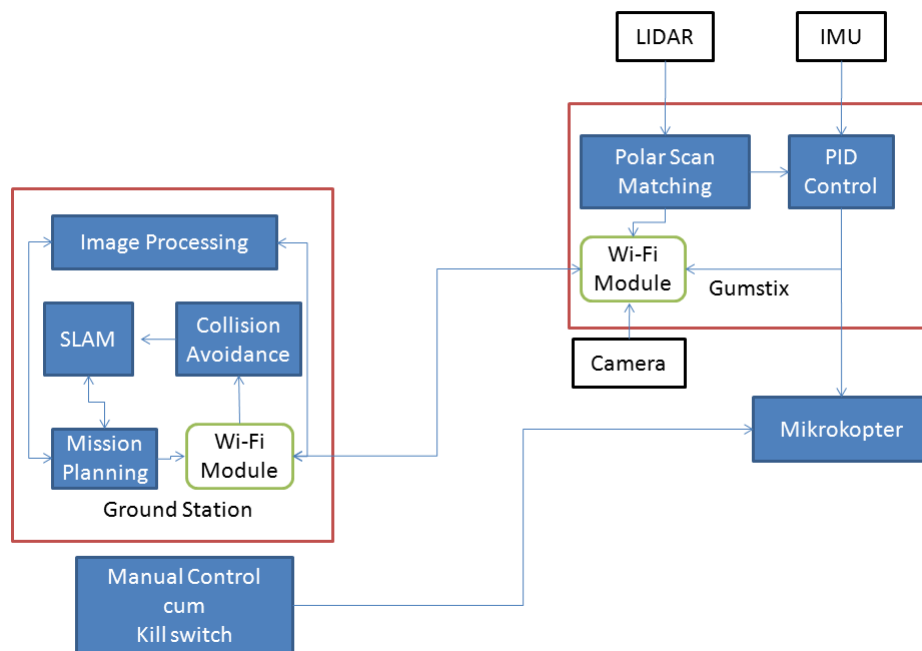 LIDAR
IMU
Polar Scan
Matching
PID
Control
Wi-Fi
Module
Gumstix
Camera
Mikrokopter
Image Processing
SLAM
Collision
Avoidance
Mission
Planning
Wi-Fi
Module
Ground Station
Manual Control
cum
Kill switch